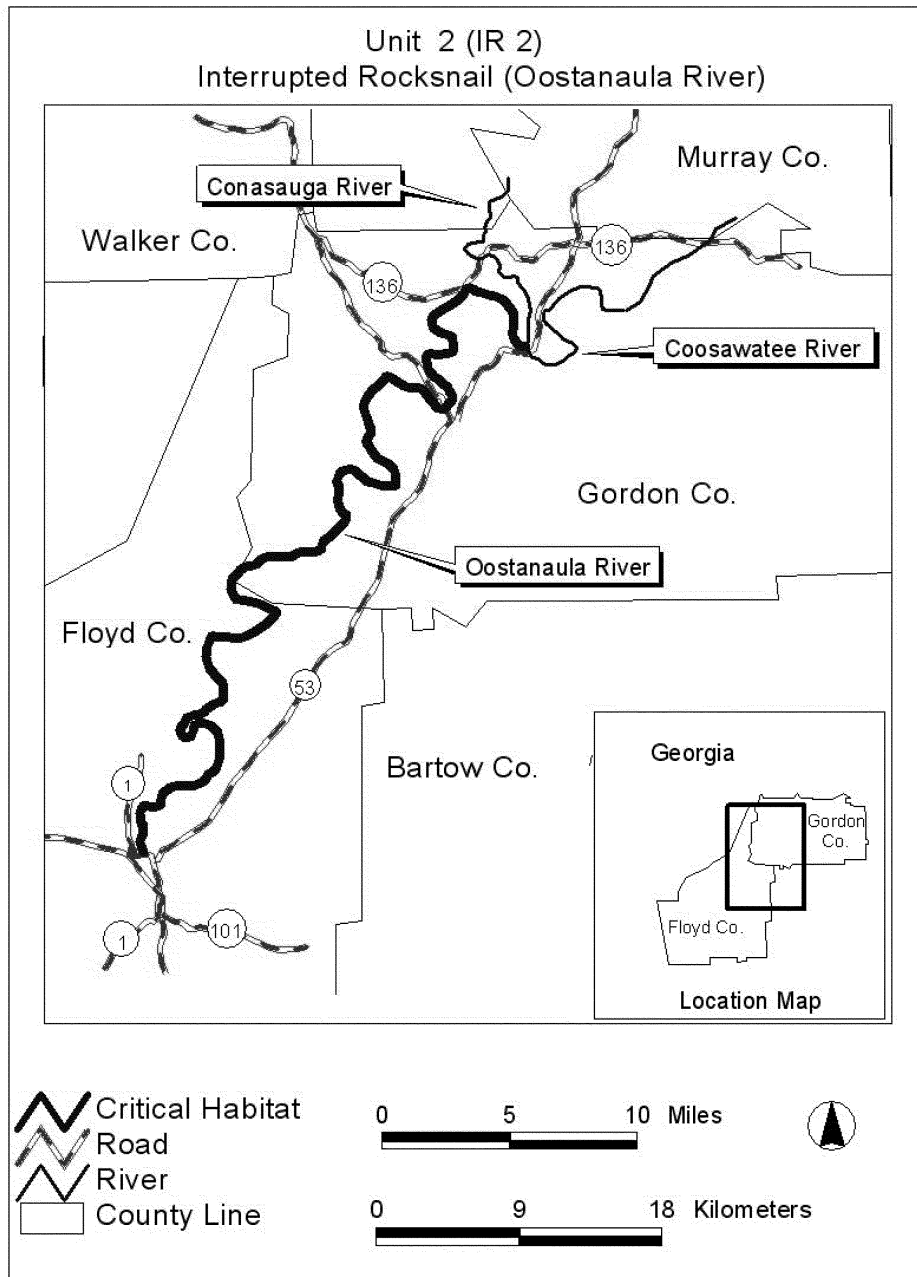 Unit 2 (IR 2)
Interrupted Rocksnail (Oostanaula River)
Murray Co.
Conasauga River
Walker Co.
136
136
Coosawatee River
Gordon Co.
Oostanaula River
Floyd Co.
53
Bartow Co.
1
1
101
Georgia
Gordon
Co.
Floyd Co.
Location Map
Critical Habitat
Road
River
County Line
0 5 10 Miles
0 9 18 Kilometers